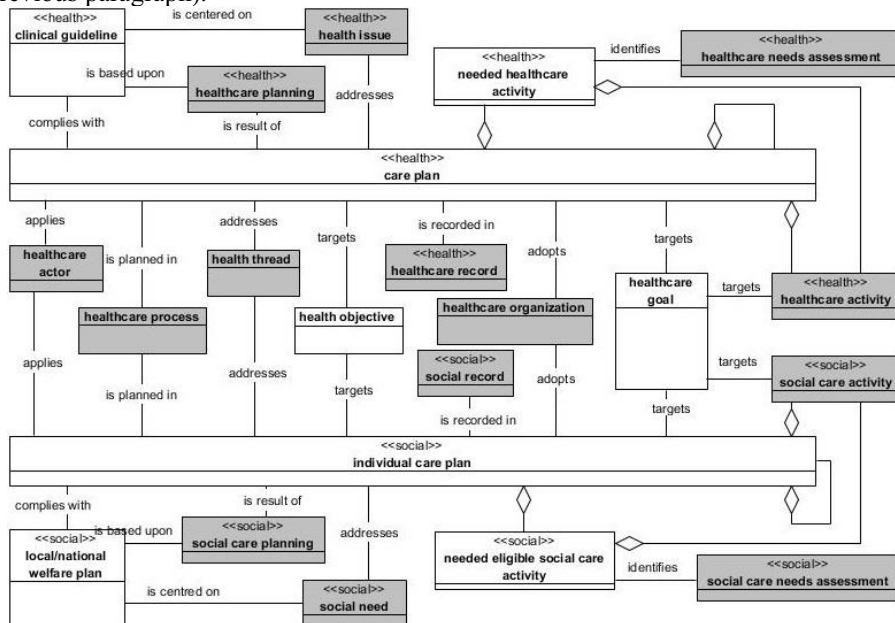 revious paragraph).
<<health>>
clinical guideline
is centered on
<<health>>
health issue
<<health>>
needed healthcare
activity
identifies
<<health>>
healthcare needs assessment
is based upon
<<health>>
healthcare planning
addresses
complies with
is result of
<<health>>
care plan
applies
is planned in
addresses
targets
is recorded in
adopts
targets
healthcare
actor
health thread
<<health>>
healthcare record
healthcare
goal
targets
<<health>>
healthcare activity
healthcare process
health objective
healthcare organization
applies
is planned in
addresses
targets
<<social>>
social record
is recorded in
adopts
targets
targets
<<social>>
social care activity
<<social>>
individual care plan
complies with
is result of
addresses
<<social>>
local/national
welfare plan
is based upon
<<social>>
social care planning
<<social>>
needed eligible social care
activity
identifies
<<social>>
social care needs assessment
is centred on
<<social>>
social need